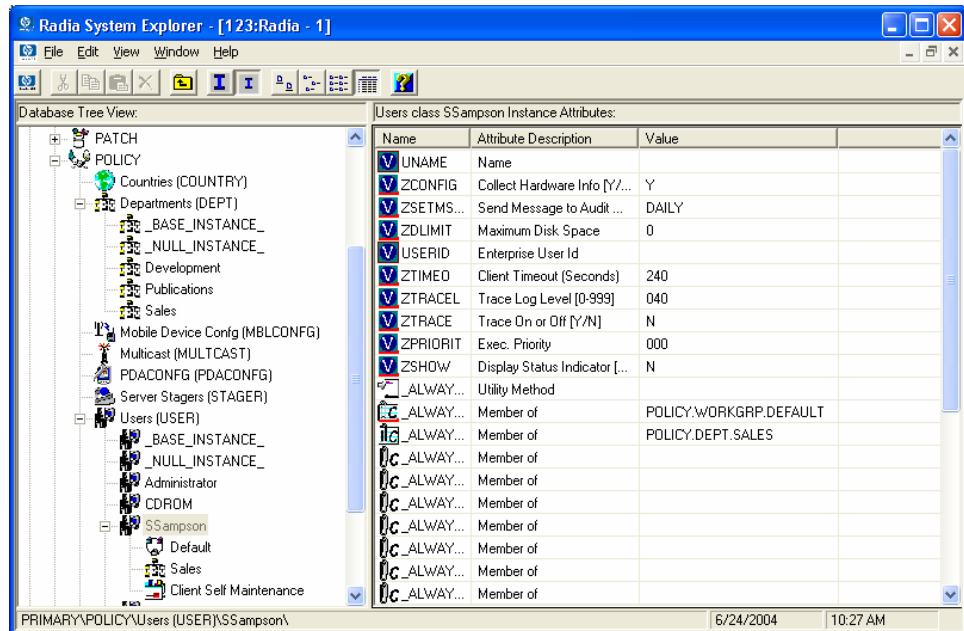 Radia System Explorer - [123:Radia - 1]
File Edit View Window Help
Database Tree View:
Users class SSampson Instance Attributes:
PATCH
POLICY
Countries (COUNTRY)
Departments (DEPT)
_BASE_INSTANCE_
_NULL_INSTANCE_
Development
Publications
Sales
Mobile Device Confg (MBLCONFG)
Multicast (MULTCAST)
PDACONFG (PDACONFG)
Server Stagers (STAGER)
Users (USER)
_BASE_INSTANCE_
_NULL_INSTANCE_
Administrator
CDROM
SSampson
Default
Sales
Client Self Maintenance
Name Attribute Description Value
V UNAME Name
V ZCONFIG Collect Hardware Info [Y/... Y
V ZSETMS... Send Message to Audit ... DAILY
V ZDLIMIT Maximum Disk Space 0
V USERID Enterprise User Id
V ZTIMEO Client Timeout (Seconds) 240
V ZTRACEL Trace Log Level [0-999] 040
V ZTRACE Trace On or Off [Y/N] N
V ZPRIORIT Exec. Priority 000
V ZSHOW Display Status Indicator [... N
_ALWAY... Utility Method
C _ALWAY... Member of POLICY.WORKGRP.DEFAULT
C _ALWAY... Member of POLICY.DEPT.SALES
C _ALWAY... Member of
C _ALWAY... Member of
C _ALWAY... Member of
C _ALWAY... Member of
C _ALWAY... Member of
C _ALWAY... Member of
C _ALWAY... Member of
PRIMARY\POLICY\Users (USER)\SSampson\ 6/24/2004 10:27 AM